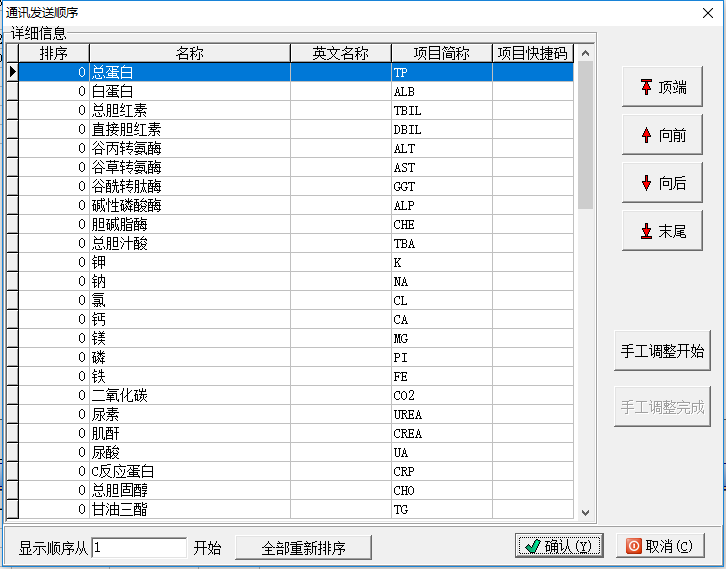 通讯发送顺序
详细信息
排序 名称 英文名称 项目简称 项目快捷码
0 总蛋白 TP
0 白蛋白 ALB
0 总胆红素 TBIL
0 直接胆红素 DBIL
0 谷丙转氨酶 ALT
0 谷草转氨酶 AST
0 谷酰转肽酶 GGT
0 碱性磷酸酶 ALP
0 胆碱脂酶 CHE
0 总胆汁酸 TBA
0 钾 K
0 钠 NA
0 氯 CL
0 钙 CA
0 镁 MG
0 磷 PI
0 铁 FE
0 二氧化碳 CO2
0 尿素 UREA
0 肌酐 CREA
0 尿酸 UA
0 C反应蛋白 CRP
0 总胆固醇 CHO
0 甘油三酯 TG
顶端
向前
向后
末尾
手工调整开始
手工调整完成
显示顺序从 1 开始 全部重新排序 确认(Y) 取消(C)